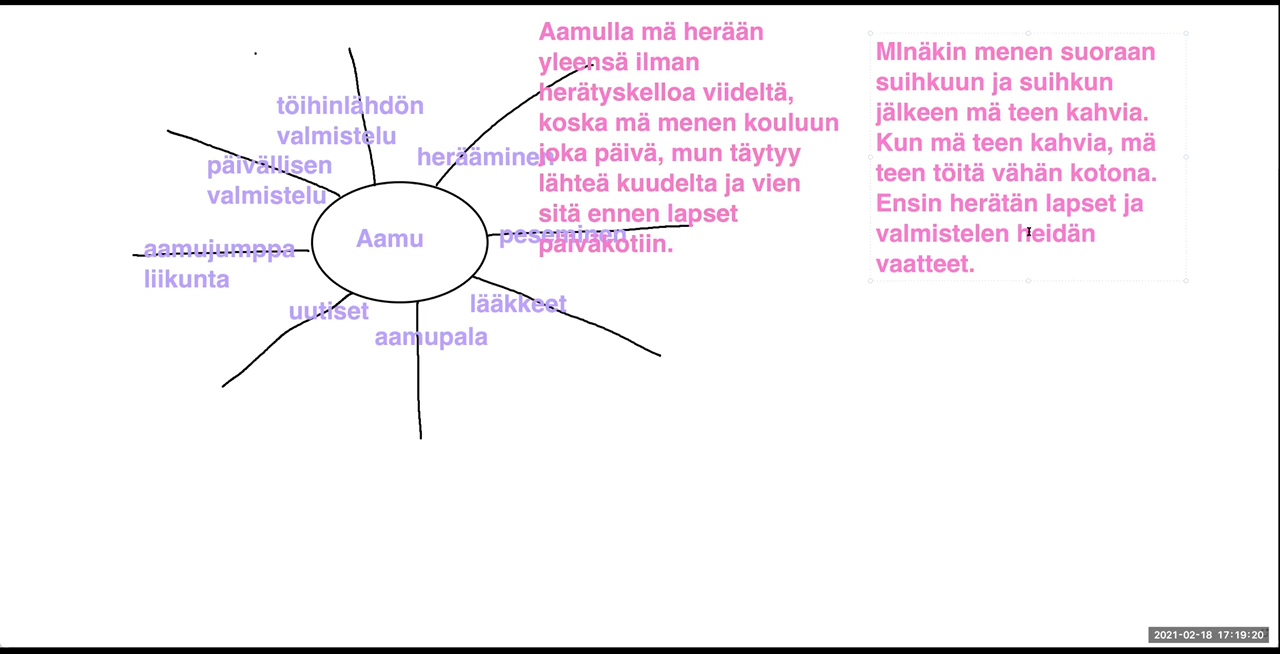 töihinlähdön
valmistelu
päivällisen
valmistelu
herääminen
aamujumppa
liikunta
Aamu
peseminen
uutiset
lääkkeet
aamupala
Aamulla mä herään
yleensä ilman
herätyskelloa viideltä,
koska mä menen kouluun
joka päivä, mun täytyy
lähteä kuudelta ja vien
sitä ennen lapset
päiväkotiin.
MInäkin menen suoraan
suihkuun ja suihkun
jälkeen mä teen kahvia.
Kun mä teen kahvia, mä
teen töitä vähän kotona.
Ensin herätän lapset ja
valmistelen heidän
vaatteet.
2021-02-18 17:19:20